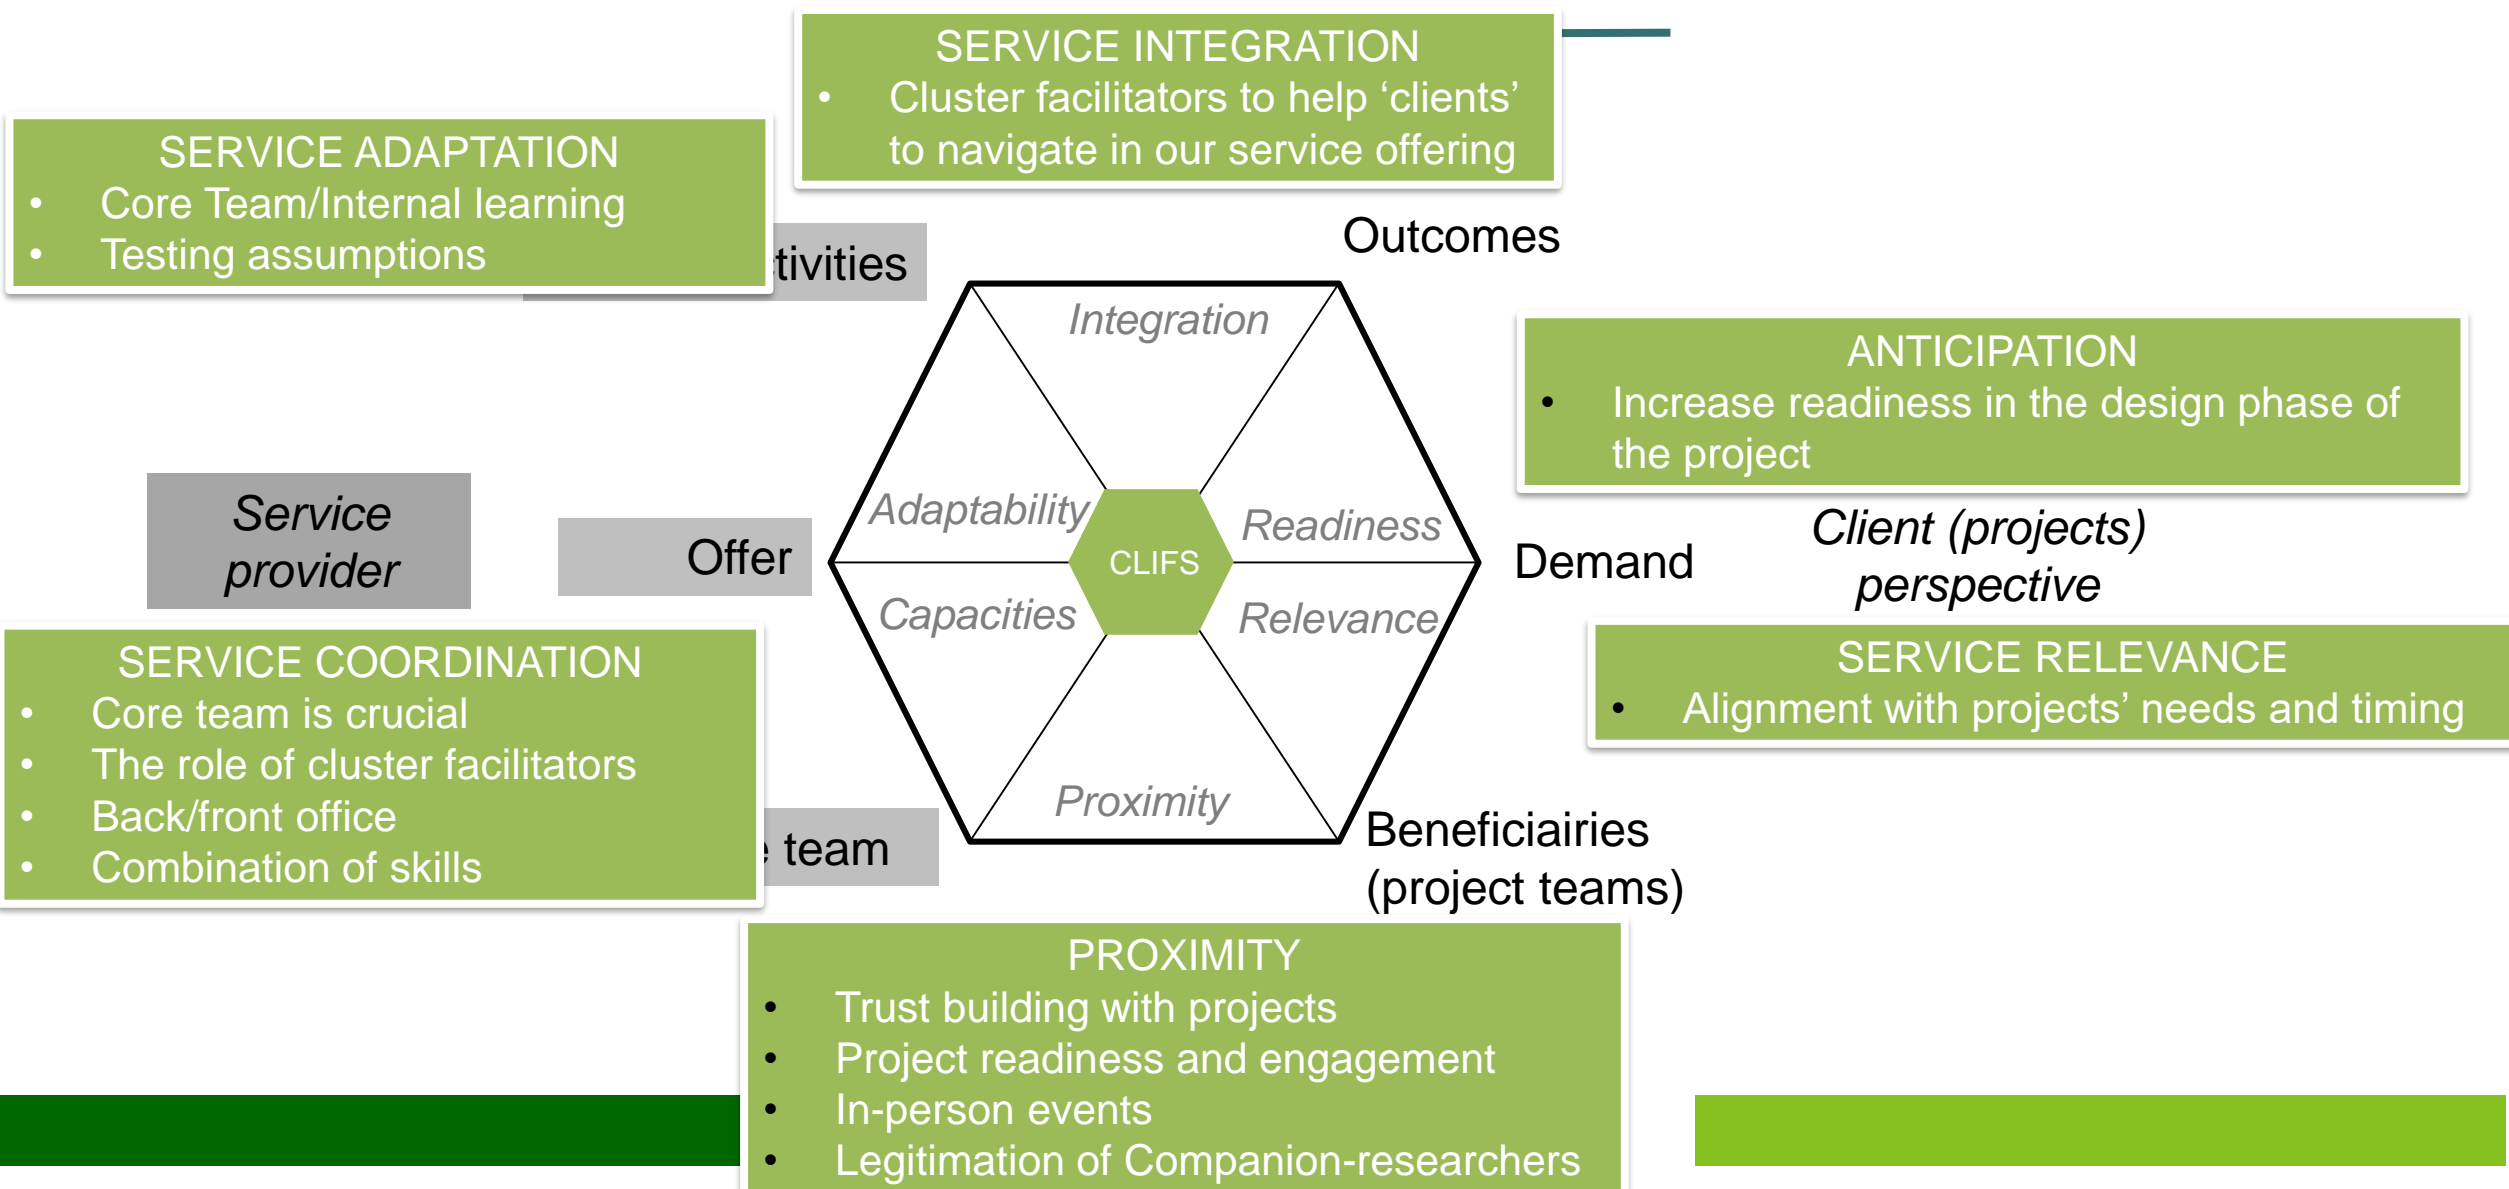 SERVICE INTEGRATION
• Cluster facilitators to help ‘clients’
to navigate in our service offering
SERVICE ADAPTATION
• Core Team/Internal learning
• Testing assumptions
tivities
Outcomes
Integration
ANTICIPATION
• Increase readiness in the design phase of
the project
Service
provider
Offer
Adaptability
Readiness
CLIFS
Demand
Client (projects)
perspective
Capacities
Relevance
SERVICE COORDINATION
• Core team is crucial
• The role of cluster facilitators
• Back/front office
• Combination of skills
SERVICE RELEVANCE
• Alignment with projects’ needs and timing
Proximity
team
Beneficiairies
(project teams)
PROXIMITY
• Trust building with projects
• Project readiness and engagement
• In-person events
• Legitimation of Companion-researchers